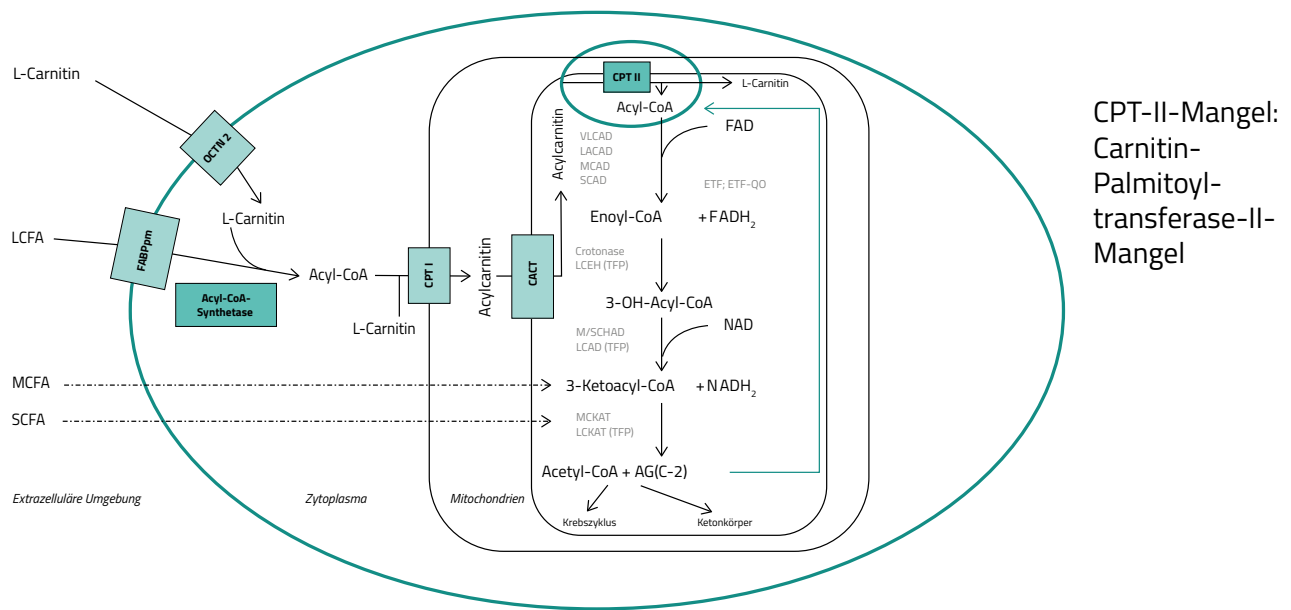 L-Carnitin
OCTN 2
L-Carnitin
LCFA
FABPpm
Acyl-CoA-
Synthetase
Acyl-CoA
L-Carnitin
CPT I
Acylcarnitin
CACT
Acylcarnitin
CPT II
L-Carnitin
Acyl-CoA
FAD
VLCAD
LACAD
MCAD
SCAD
ETF; ETF-QO
Enoyl-CoA
+ FADH2
Crotonase
LCEH (TFP)
3-OH-Acyl-CoA
M/SCHAD
LCAD (TFP)
NAD
MCFA
3-Ketoacyl-CoA
+ NADH2
SCFA
MCKAT
LCKAT (TFP)
Acetyl-CoA + AG(C-2)
Krebszyklus
Ketonkörper
Extrazelluläre Umgebung
Zytoplasma
Mitochondrien
CPT-II-Mangel:
Carnitin-
Palmitoyl-
transferase-II-
Mangel